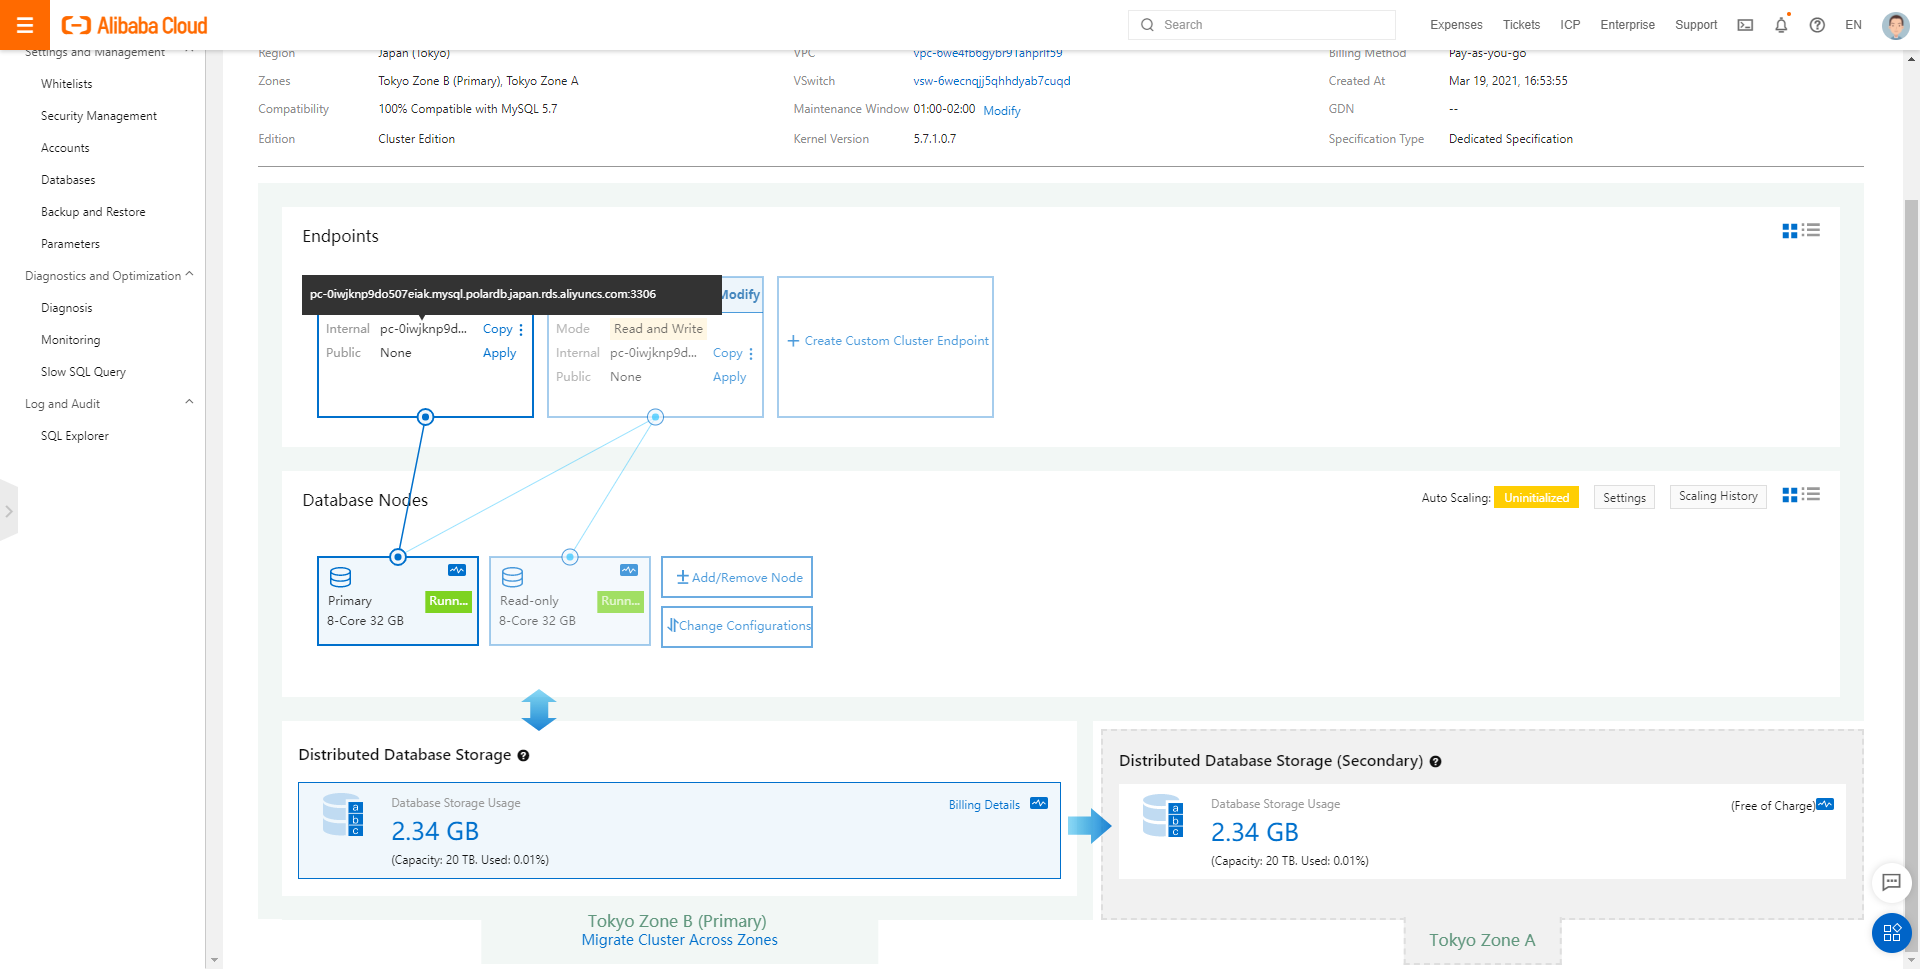 Alibaba Cloud
Search
Expenses
Tickets
ICP
Enterprise
Support
EN
Settings and Management
Whitelists
Security Management
Accounts
Databases
Backup and Restore
Parameters
Diagnostics and Optimization
Diagnosis
Monitoring
Slow SQL Query
Log and Audit
SQL Explorer
Region Japan (Tokyo)
VPC vpc-6we4fb6gybr91ahprlf59
Billing Method Pay-as-you-go
Zones Tokyo Zone B (Primary), Tokyo Zone A
VSwitch vsw-6wecnqjj5qhhdyab7cuqd
Created At Mar 19, 2021, 16:53:55
Compatibility 100% Compatible with MySQL 5.7
Maintenance Window 01:00-02:00 Modify
GDN --
Edition Cluster Edition
Kernel Version 5.7.1.0.7
Specification Type Dedicated Specification
Endpoints
pc-0iwjknp9do507eiak.mysql.polardb.japan.rds.aliyuncs.com:3306
Modify
Internal pc-0iwjknp9d... Copy
Public None Apply
Mode Read and Write
Internal pc-0iwjknp9d... Copy
Public None Apply
Create Custom Cluster Endpoint
Database Nodes
Auto Scaling: Uninitialized
Settings
Scaling History
Primary Runn...
8-Core 32 GB
Read-only Runn...
8-Core 32 GB
Add/Remove Node
Change Configurations
Distributed Database Storage
a
b
c
Database Storage Usage
2.34 GB
(Capacity: 20 TB. Used: 0.01%)
Billing Details
Distributed Database Storage (Secondary)
a
b
c
Database Storage Usage
2.34 GB
(Capacity: 20 TB. Used: 0.01%)
(Free of Charge)
Tokyo Zone B (Primary)
Migrate Cluster Across Zones
Tokyo Zone A